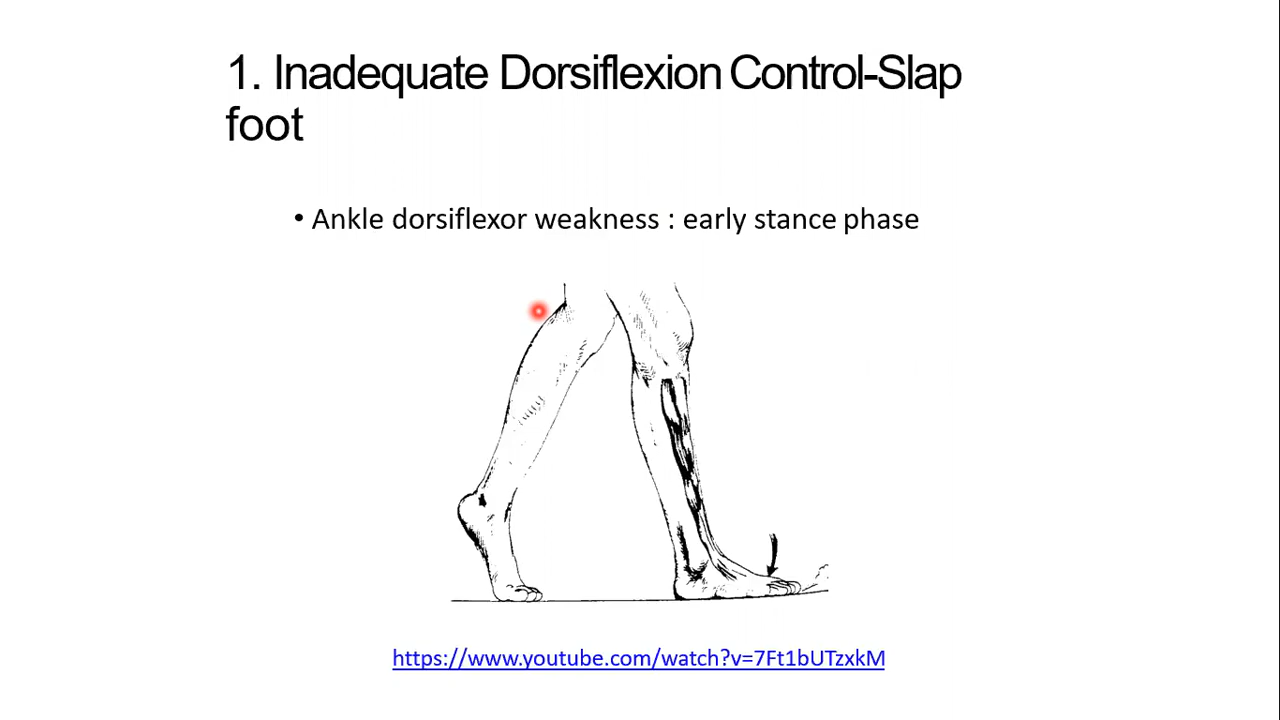 1. Inadequate Dorsiflexion Control-Slap
foot
• Ankle dorsiflexor weakness : early stance phase
https://www.youtube.com/watch?v=7Ft1bUTzxkM